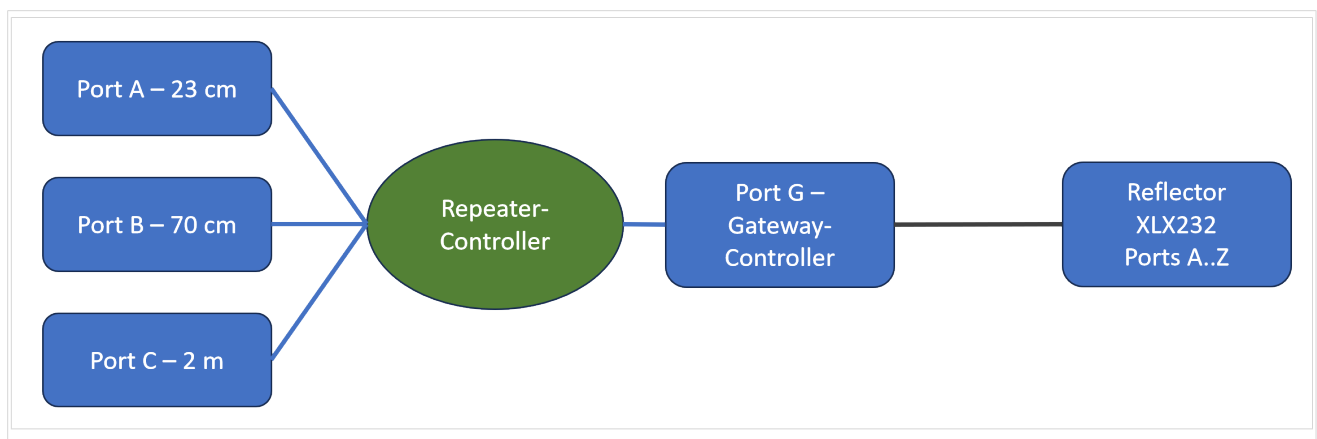 Port A – 23 cm
Port B – 70 cm
Port C – 2 m
Repeater-
Controller
Port G –
Gateway-
Controller
Reflector
XLX232
Ports A..Z